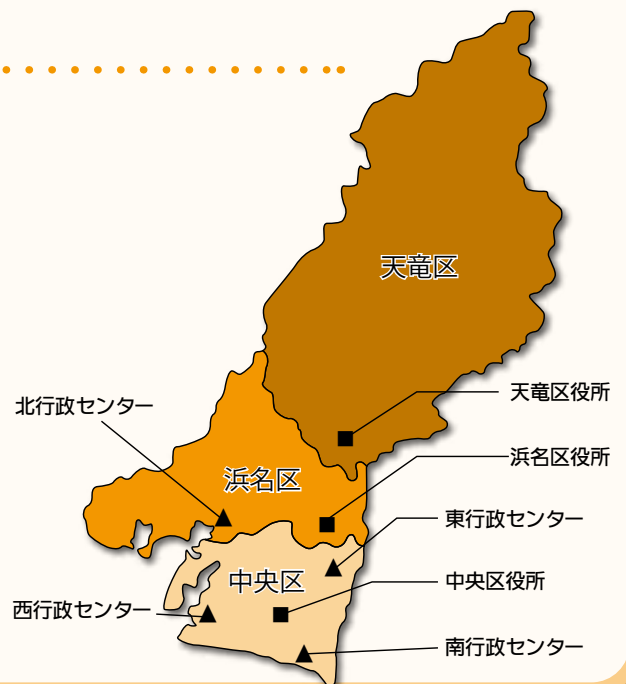 天竜区
天竜区役所
北行政センター
浜名区役所
浜名区
東行政センター
中央区
中央区役所
西行政センター
南行政センター